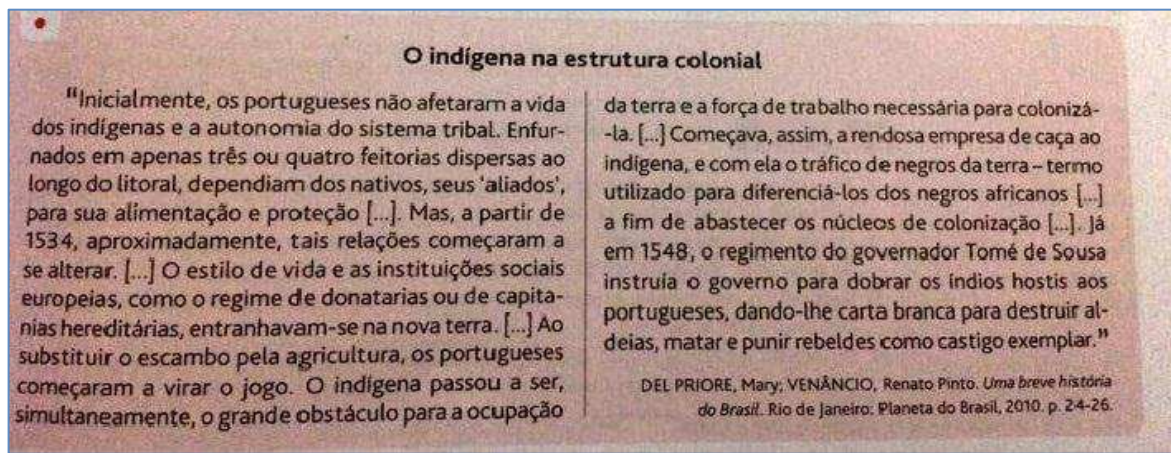 O indígena na estrutura colonial
"Inicialmente, os portugueses não afetaram a vida
dos indígenas e a autonomia do sistema tribal. Enfur-
nados em apenas três ou quatro feitorias dispersas ao
longo do litoral, dependiam dos nativos, seus 'aliados',
para sua alimentação e proteção [...]. Mas, a partir de
1534, aproximadamente, tais relações começaram a
se alterar. [...] O estilo de vida e as instituições sociais
europeias, como o regime de donatarias ou de capita-
nias hereditárias, entranhavam-se na nova terra. [...] Ao
substituir o escambo pela agricultura, os portugueses
começaram a virar o jogo. O indígena passou a ser,
simultaneamente, o grande obstáculo para a ocupação
da terra e a força de trabalho necessária para colonizá-
-la. [...] Começava, assim, a rendosa empresa de caça ao
indígena, e com ela o tráfico de negros da terra – termo
utilizado para diferenciá-los dos negros africanos [...]
a fim de abastecer os núcleos de colonização [...]. Já
em 1548, o regimento do governador Tomé de Sousa
instruía o governo para dobrar os índios hostis aos
portugueses, dando-lhe carta branca para destruir al-
deias, matar e punir rebeldes como castigo exemplar."
DEL PRIORE, Mary; VENÂNCIO, Renato Pinto. Uma breve história
do Brasil. Rio de Janeiro: Planeta do Brasil, 2010. p. 24-26.